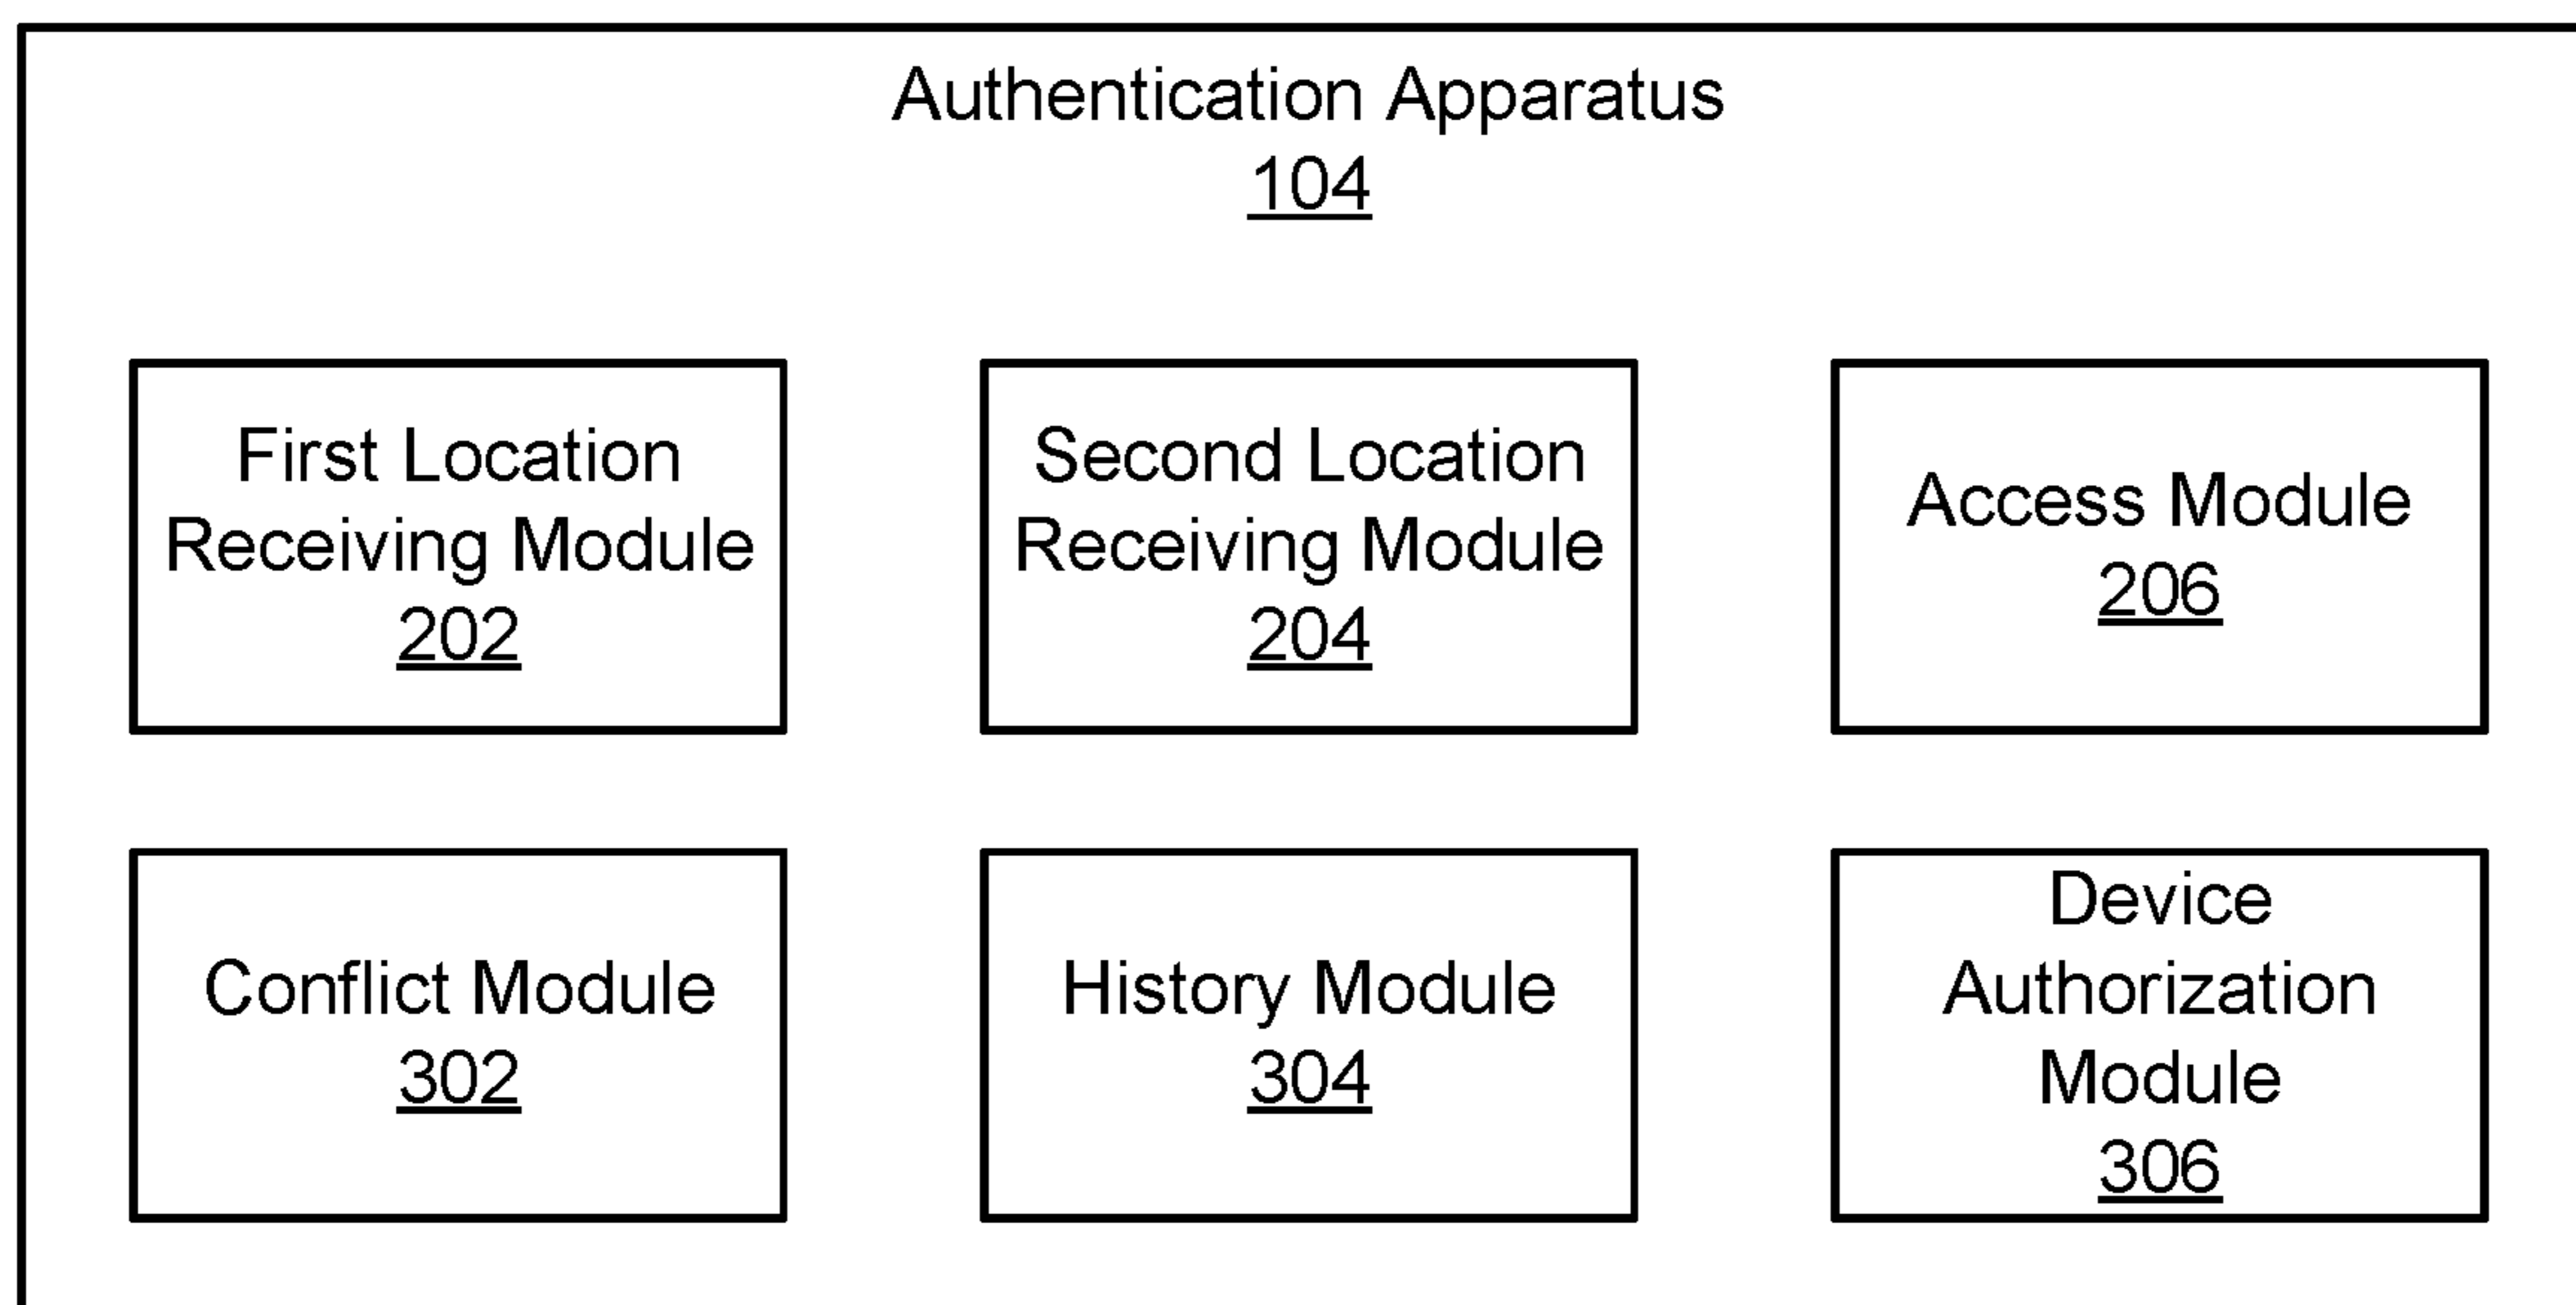 Authentication Apparatus
104
First Location
Receiving Module
202
Second Location
Receiving Module
204
Access Module
206
Conflict Module
302
History Module
304
Device
Authorization
Module
306